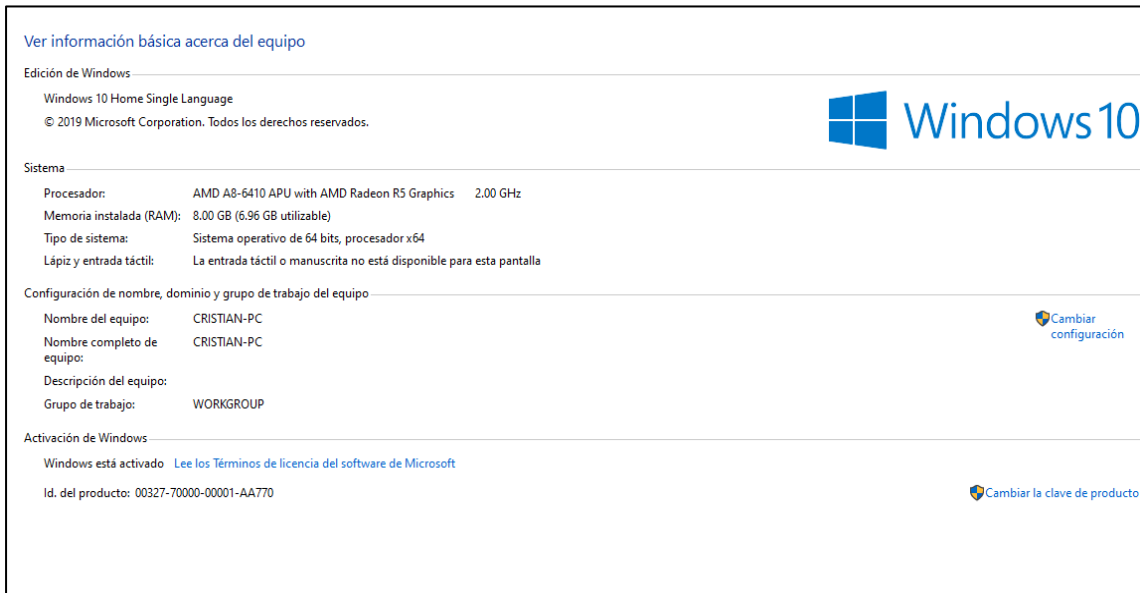 Ver información básica acerca del equipo
Edición de Windows
Windows 10 Home Single Language
© 2019 Microsoft Corporation. Todos los derechos reservados.
Windows 10
Sistema
Procesador: AMD A8-6410 APU with AMD Radeon R5 Graphics 2.00 GHz
Memoria instalada (RAM): 8.00 GB (6.96 GB utilizable)
Tipo de sistema: Sistema operativo de 64 bits, procesador x64
Lápiz y entrada táctil: La entrada táctil o manuscrita no está disponible para esta pantalla
Configuración de nombre, dominio y grupo de trabajo del equipo
Nombre del equipo: CRISTIAN-PC
Cambiar
configuración
Nombre completo de CRISTIAN-PC
equipo:
Descripción del equipo:
Grupo de trabajo: WORKGROUP
Activación de Windows
Windows está activado Lee los Términos de licencia del software de Microsoft
Id. del producto: 00327-70000-00001-AA770
Cambiar la clave de producto